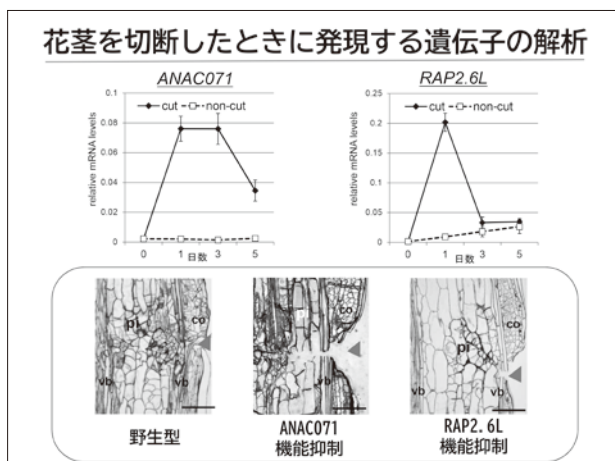 花茎を切断したときに発現する遺伝子の解析
ANAC071
cut
non-cut
relative mRNA levels
0.1
0.08
0.06
0.04
0.02
0
0 1 3 5
日数
RAP2.6L
cut
non-cut
relative mRNA levels
0.25
0.2
0.15
0.1
0.05
0
0 1 3 5
日数
pi
co
vb
vb
野生型
pi
co
vb
ANAC071
機能抑制
co
pi
vb
RAP2.6L
機能抑制